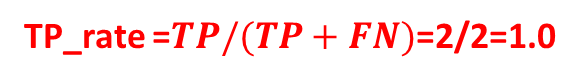 TP_rate =TP/(TP + FN)=2/2=1.0